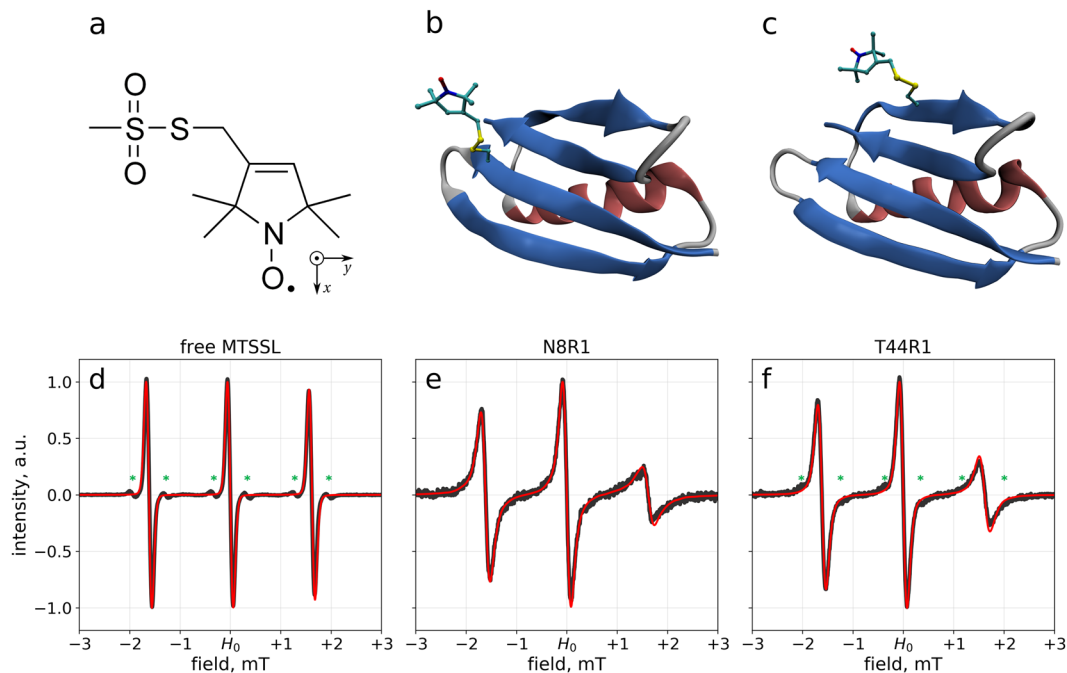 a
b
c
O
S
S
O
N
O•
y
x
free MTSSL
N8R1
T44R1
d
e
f
intensity, a.u.
1.0
0.5
0.0
−0.5
−1.0
* * * * * *
* * * * * *
−3 −2 −1 H₀ +1 +2 +3
−3 −2 −1 H₀ +1 +2 +3
−3 −2 −1 H₀ +1 +2 +3
field, mT
field, mT
field, mT